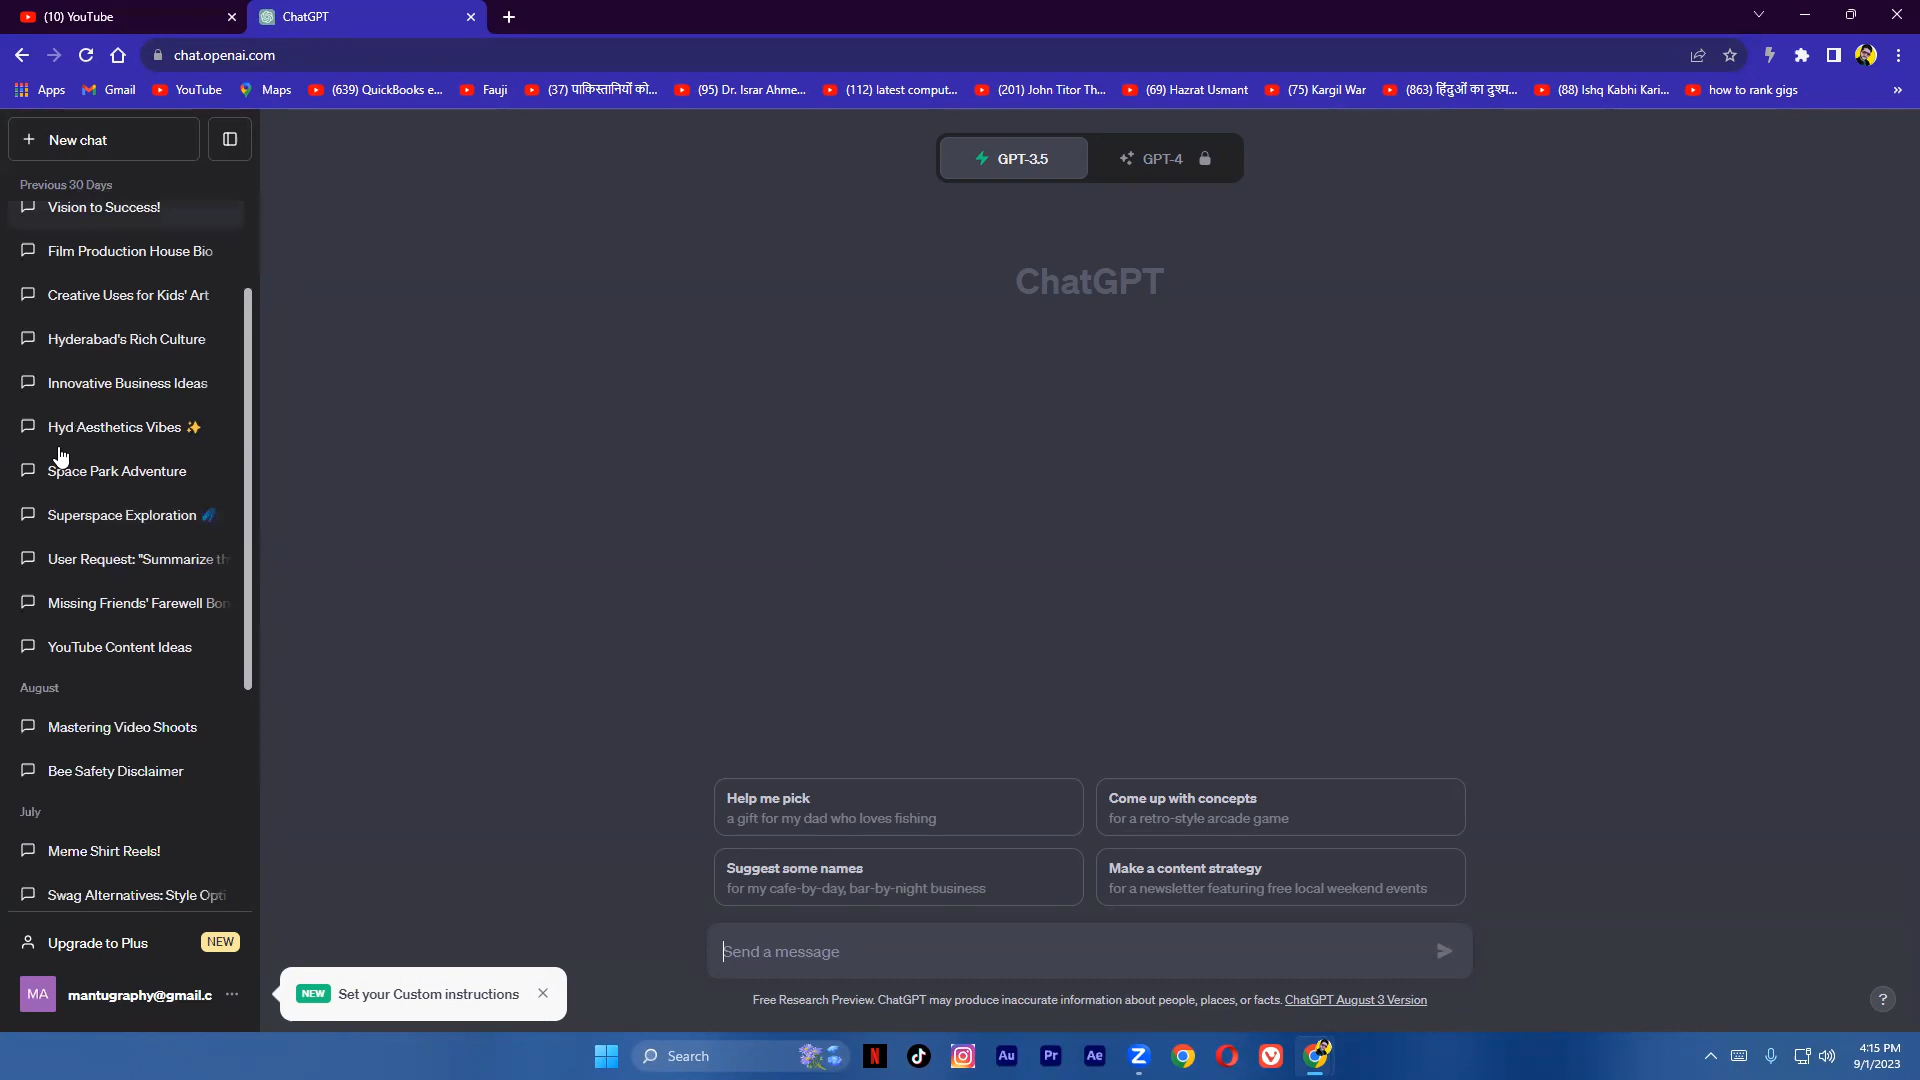 (10) YouTube
ChatGPT
chat.openai.com
Apps
Gmail
YouTube
Maps
(639) QuickBooks e...
Fauji
(37) पाकिस्तानियों को...
(95) Dr. Israr Ahme...
(112) latest comput...
(201) John Titor Th...
(69) Hazrat Usmant
(75) Kargil War
(863) हिंदुओं का दुश्म...
(88) Ishq Kabhi Kari...
how to rank gigs
»
New chat
Previous 30 Days
Vision to Success!
Film Production House Bio
Creative Uses for Kids' Art
Hyderabad's Rich Culture
Innovative Business Ideas
Hyd Aesthetics Vibes ✨
Space Park Adventure
Superspace Exploration
User Request: "Summarize th
Missing Friends' Farewell Bon
YouTube Content Ideas
August
Mastering Video Shoots
Bee Safety Disclaimer
July
Meme Shirt Reels!
Swag Alternatives: Style Opti
Upgrade to Plus
NEW
MA
mantugraphy@gmail.c
...
GPT-3.5
GPT-4
ChatGPT
Help me pick
a gift for my dad who loves fishing
Come up with concepts
for a retro-style arcade game
Suggest some names
for my cafe-by-day, bar-by-night business
Make a content strategy
for a newsletter featuring free local weekend events
Send a message
NEW Set your Custom instructions
Free Research Preview. ChatGPT may produce inaccurate information about people, places, or facts. ChatGPT August 3 Version
?
Search
N
Au
Pr
Ae
Z
4:15 PM
9/1/2023